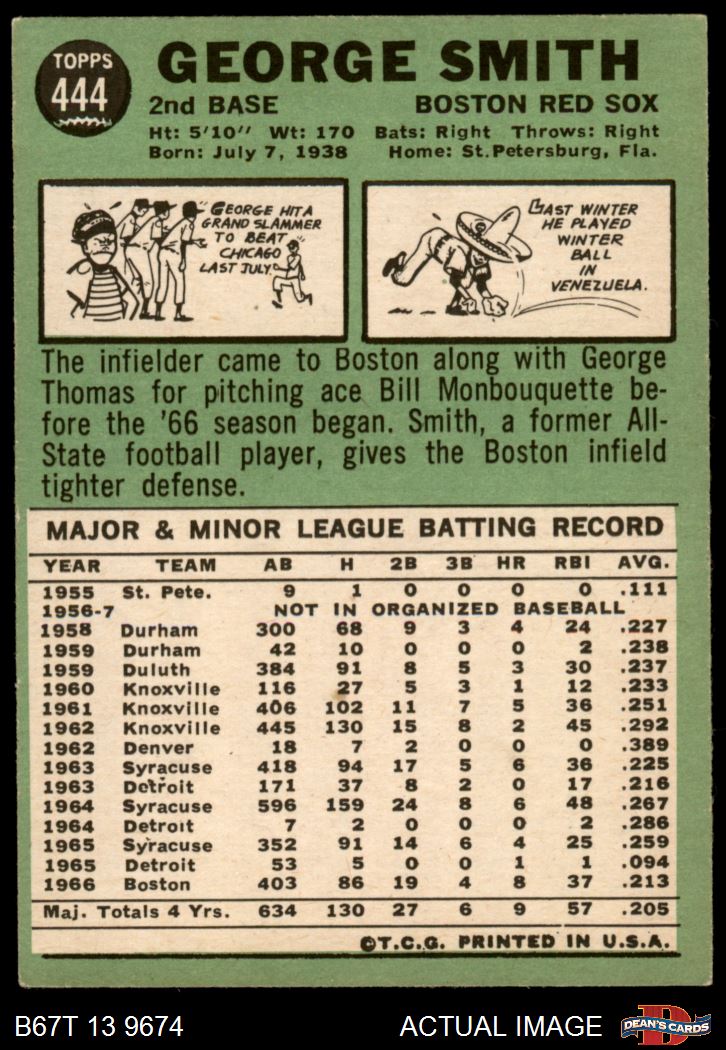 TOPPS
444
GEORGE SMITH
2nd BASE BOSTON RED SOX
Ht: 5'10" Wt: 170 Bats: Right Throws: Right
Born: July 7, 1938 Home: St.Petersburg, Fla.
GEORGE HIT A
GRAND SLAMMER
TO BEAT
CHICAGO
LAST JULY.
LAST WINTER
HE PLAYED
WINTER
BALL
IN
VENEZUELA.
The infielder came to Boston along with George
Thomas for pitching ace Bill Monbouquette be-
fore the '66 season began. Smith, a former All-
State football player, gives the Boston infield
tighter defense.
MAJOR & MINOR LEAGUE BATTING RECORD
YEAR TEAM AB H 2B 3B HR RBI AVG.
1955 St. Pete. 9 1 0 0 0 0 .111
1956-7 NOT IN ORGANIZED BASEBALL
1958 Durham 300 68 9 3 4 24 .227
1959 Durham 42 10 0 0 0 2 .238
1959 Duluth 384 91 8 5 3 30 .237
1960 Knoxville 116 27 5 3 1 12 .233
1961 Knoxville 406 102 11 7 5 36 .251
1962 Knoxville 445 130 15 8 2 45 .292
1962 Denver 18 7 2 0 0 0 .389
1963 Syracuse 418 94 17 5 6 36 .225
1963 Detroit 171 37 8 2 0 17 .216
1964 Syracuse 596 159 24 8 6 48 .267
1964 Detroit 7 2 0 0 0 2 .286
1965 Syracuse 352 91 14 6 4 25 .259
1965 Detroit 53 5 0 0 1 1 .094
1966 Boston 403 86 19 4 8 37 .213
Maj. Totals 4 Yrs. 634 130 27 6 9 57 .205
©T.C.G. PRINTED IN U.S.A.
B67T 13 9674 ACTUAL IMAGE
DEAN'S CARDS